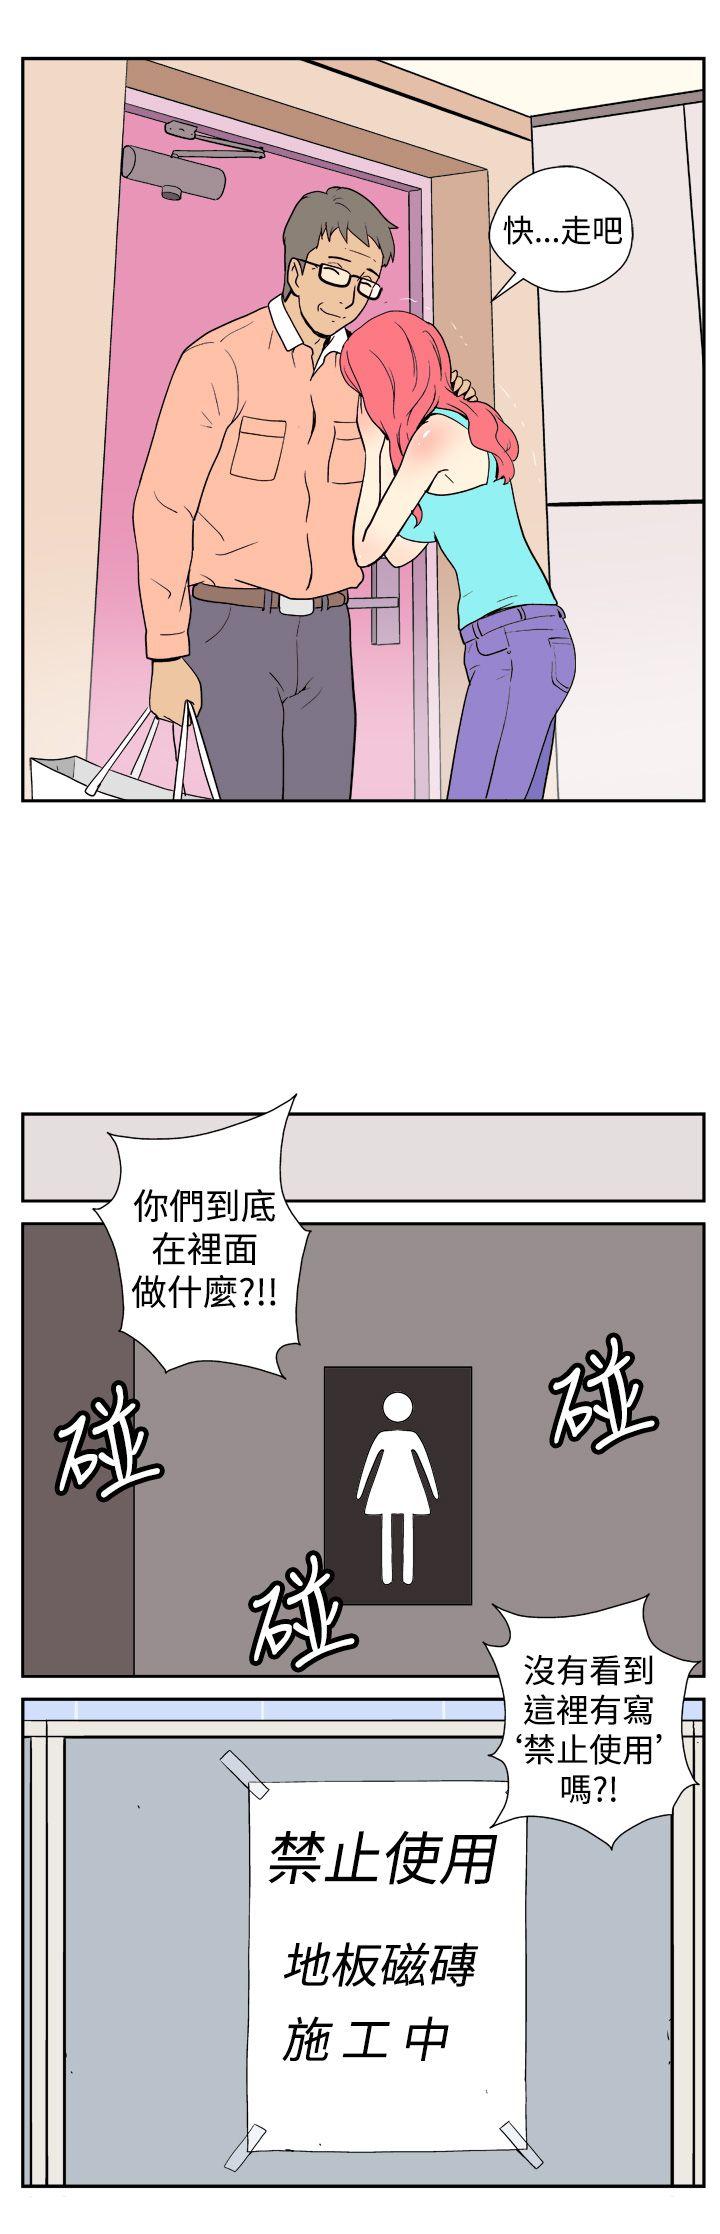 快...走吧
你們到底
在裡面
做什麼?!!
碰
碰
碰
沒有看到
這裡有寫
‘禁止使用’
嗎?!
禁止使用
地板磁磚
施工中